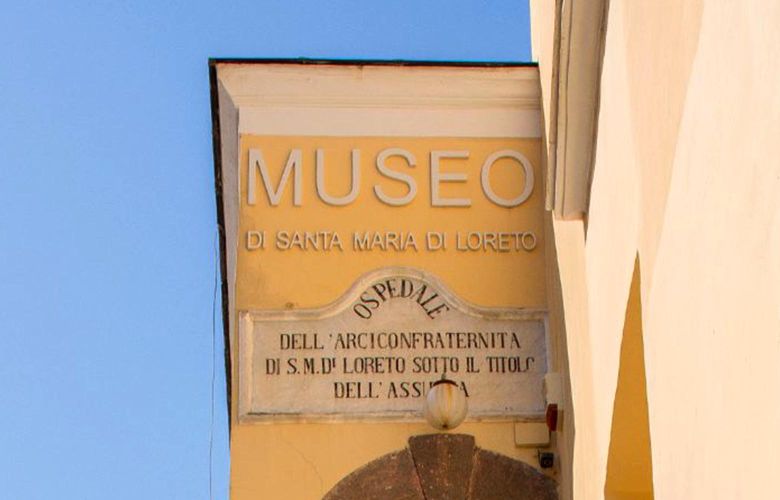 MUSEO
DI SANTA MARIA DI LORETO
OSPEDALE
DELL'ARCICONFRATERNITA
DI S.M.DI LORETO SOTTO IL TITOLO
DELL'